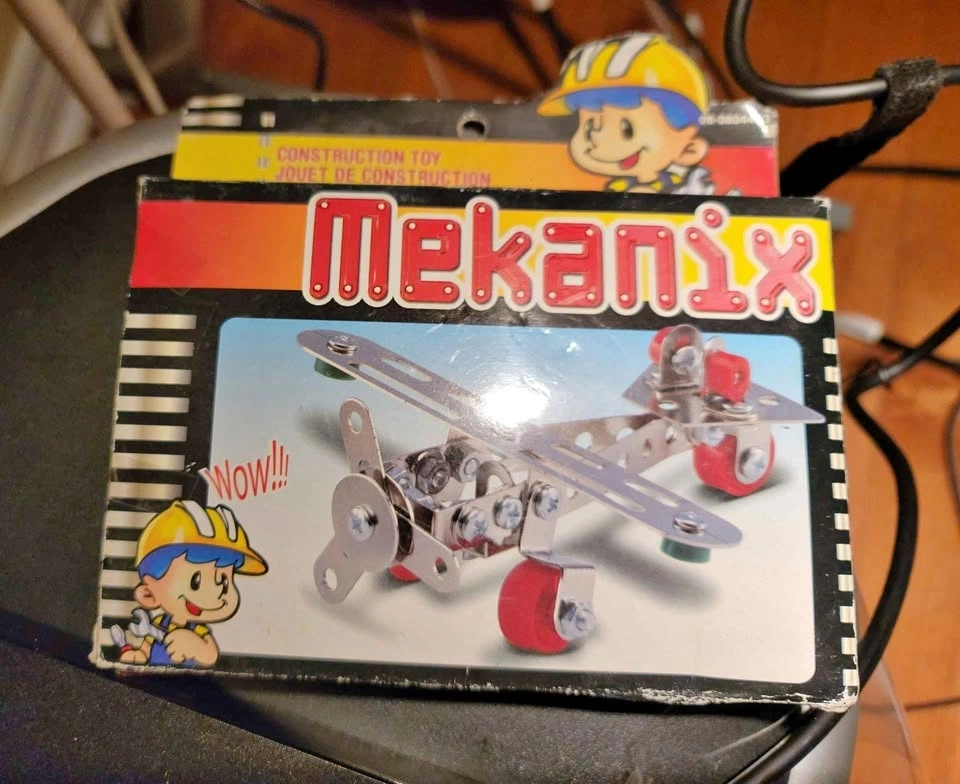 CONSTRUCTION TOY
JOUET DE CONSTRUCTION
Mekanix
Wow!!!